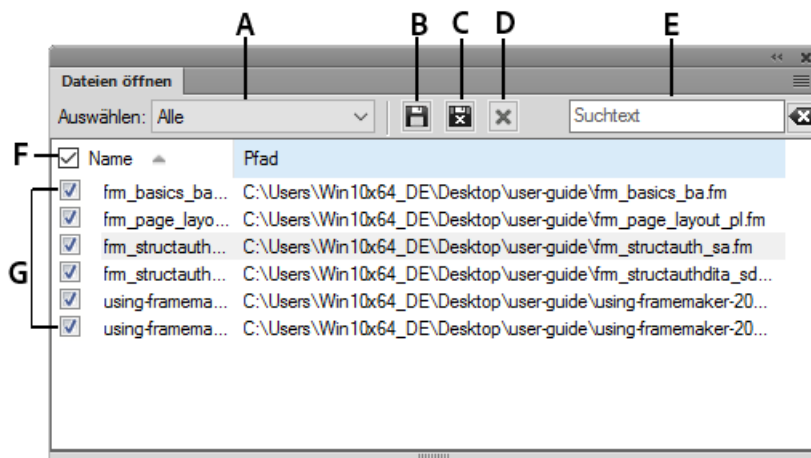 A B C D E
Dateien öffnen
Auswählen: Alle Suchtext
F Name Pfad
frm_basics_ba... C:\Users\Win10x64_DE\Desktop\user-guide\frm_basics_ba.fm
frm_page_layo... C:\Users\Win10x64_DE\Desktop\user-guide\frm_page_layout_pl.fm
frm_structauth... C:\Users\Win10x64_DE\Desktop\user-guide\frm_structauth_sa.fm
G frm_structauth... C:\Users\Win10x64_DE\Desktop\user-guide\frm_structauthdita_sd...
using-framema... C:\Users\Win10x64_DE\Desktop\user-guide\using-framemaker-20...
using-framema... C:\Users\Win10x64_DE\Desktop\user-guide\using-framemaker-20...